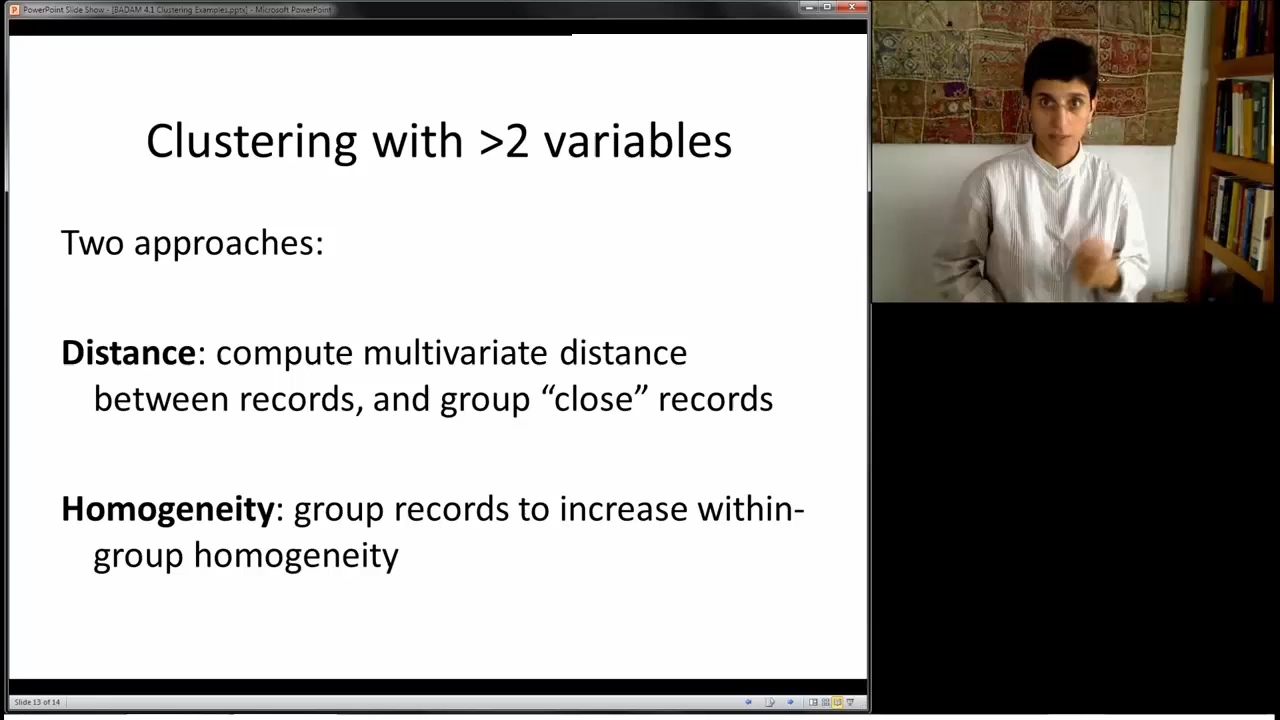 PowerPoint Slide Show - [BADAM 4.1 Clustering Examples.pptx] - Microsoft PowerPoint
Clustering with >2 variables
Two approaches:
Distance: compute multivariate distance
between records, and group “close” records
Homogeneity: group records to increase within-
group homogeneity
Slide 13 of 14